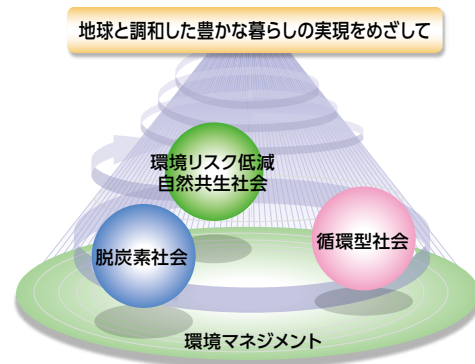 地球と調和した豊かな暮らしの実現をめざして
環境リスク低減
自然共生社会
脱炭素社会
循環型社会
環境マネジメント